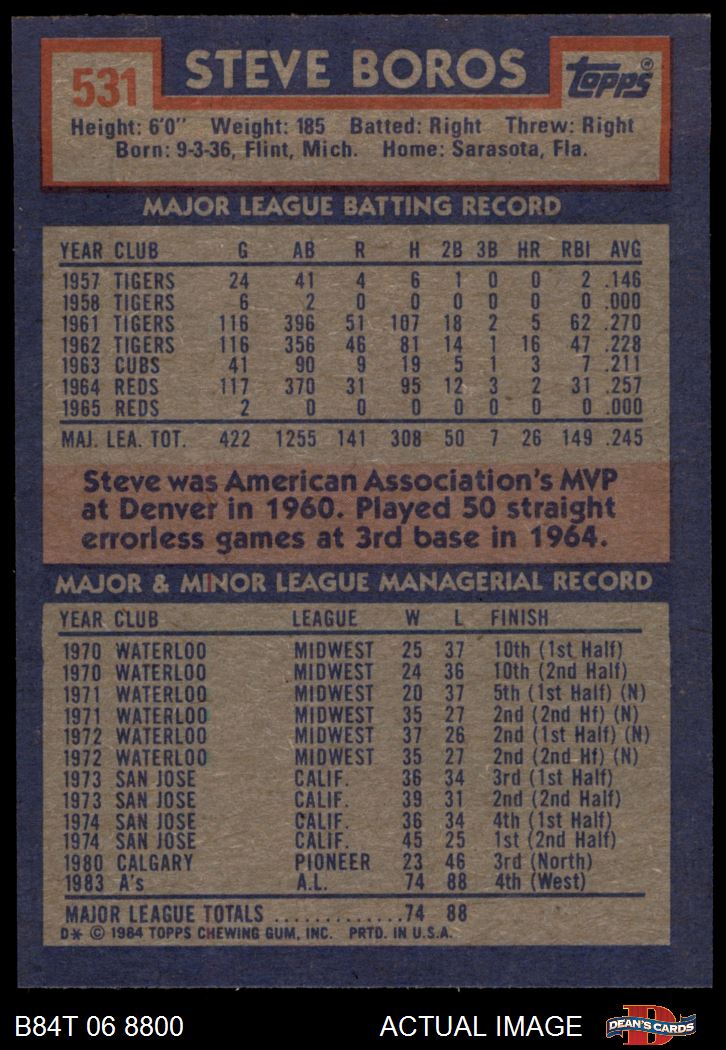 531 STEVE BOROS Topps®
Height: 6'0" Weight: 185 Batted: Right Threw: Right
Born: 9-3-36, Flint, Mich. Home: Sarasota, Fla.
MAJOR LEAGUE BATTING RECORD
YEAR CLUB G AB R H 2B 3B HR RBI AVG
1957 TIGERS 24 41 4 6 1 0 0 2 .146
1958 TIGERS 6 2 0 0 0 0 0 0 .000
1961 TIGERS 116 396 51 107 18 2 5 62 .270
1962 TIGERS 116 356 46 81 14 1 16 47 .228
1963 CUBS 41 90 9 19 5 1 3 7 .211
1964 REDS 117 370 31 95 12 3 2 31 .257
1965 REDS 2 0 0 0 0 0 0 0 .000
MAJ. LEA. TOT. 422 1255 141 308 50 7 26 149 .245
Steve was American Association's MVP
at Denver in 1960. Played 50 straight
errorless games at 3rd base in 1964.
MAJOR & MINOR LEAGUE MANAGERIAL RECORD
YEAR CLUB LEAGUE W L FINISH
1970 WATERLOO MIDWEST 25 37 10th (1st Half)
1970 WATERLOO MIDWEST 24 36 10th (2nd Half)
1971 WATERLOO MIDWEST 20 37 5th (1st Half) (N)
1971 WATERLOO MIDWEST 35 27 2nd (2nd Hf) (N)
1972 WATERLOO MIDWEST 37 26 2nd (1st Half) (N)
1972 WATERLOO MIDWEST 35 27 2nd (2nd Hf) (N)
1973 SAN JOSE CALIF. 36 34 3rd (1st Half)
1973 SAN JOSE CALIF. 39 31 2nd (2nd Half)
1974 SAN JOSE CALIF. 36 34 4th (1st Half)
1974 SAN JOSE CALIF. 45 25 1st (2nd Half)
1980 CALGARY PIONEER 23 46 3rd (North)
1983 A's A.L. 74 88 4th (West)
MAJOR LEAGUE TOTALS .............74 88
D* © 1984 TOPPS CHEWING GUM, INC. PRTD. IN U.S.A.
B84T 06 8800 ACTUAL IMAGE D DEAN'S CARDS